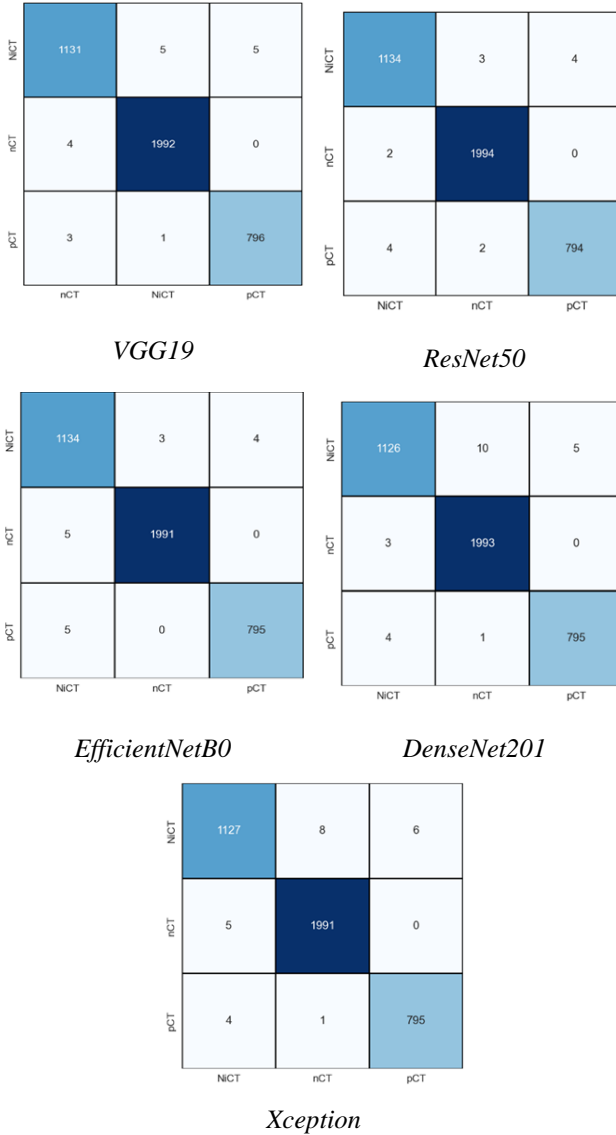 NiCT 1131 5 5
nCT 4 1992 0
pCT 3 1 796
nCT NiCT pCT
VGG19
NiCT 1134 3 4
nCT 2 1994 0
pCT 4 2 794
NiCT nCT pCT
ResNet50
NiCT 1134 3 4
nCT 5 1991 0
pCT 5 0 795
NiCT nCT pCT
EfficientNetB0
NiCT 1126 10 5
nCT 3 1993 0
pCT 4 1 795
NiCT nCT pCT
DenseNet201
NiCT 1127 8 6
nCT 5 1991 0
pCT 4 1 795
NiCT nCT pCT
Xception